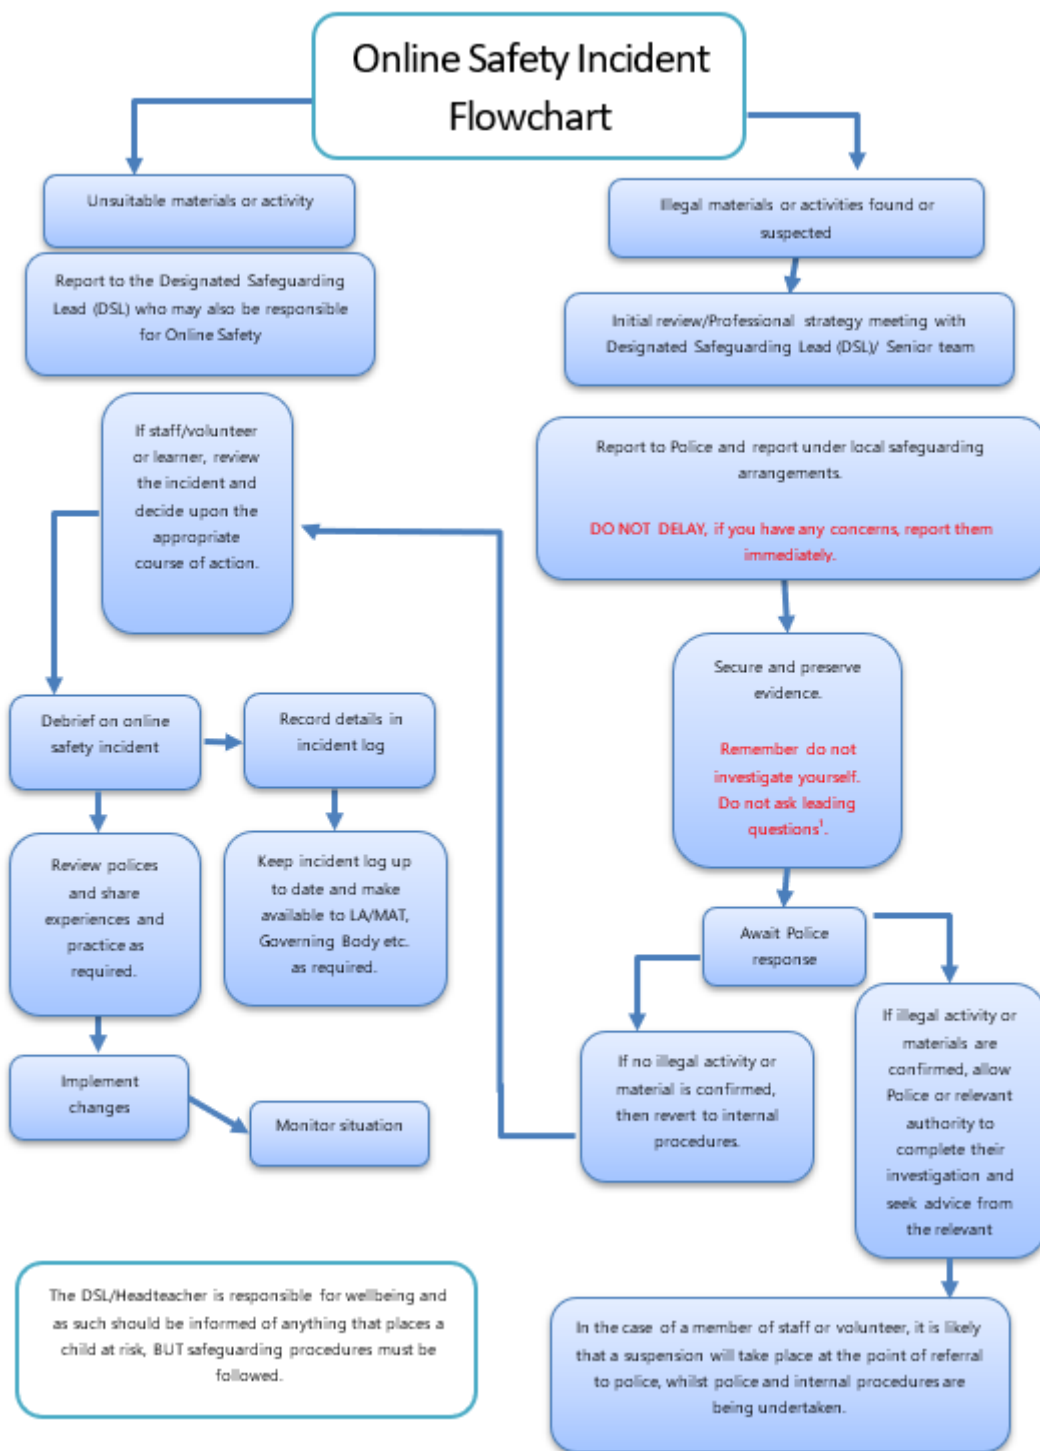 Online Safety Incident
Flowchart
Unsuitable materials or activity
Report to the Designated Safeguarding
Lead (DSL) who may also be responsible
for Online Safety
If staff/volunteer
or learner, review
the incident and
decide upon the
appropriate
course of action.
Debrief on online
safety incident
Record details in
incident log
Review polices
and share
experiences and
practice as
required.
Keep incident log up
to date and make
available to LA/MAT,
Governing Body etc.
as required.
Implement
changes
Monitor situation
The DSL/Headteacher is responsible for wellbeing and
as such should be informed of anything that places a
child at risk, BUT safeguarding procedures must be
followed.
Illegal materials or activities found or
suspected
Initial review/Professional strategy meeting with
Designated Safeguarding Lead (DSL)/ Senior team
Report to Police and report under local safeguarding
arrangements.
DO NOT DELAY, if you have any concerns, report them
immediately.
Secure and preserve
evidence.
Remember do not
investigate yourself.
Do not ask leading
questions¹.
Await Police
response
If no illegal activity or
material is confirmed,
then revert to internal
procedures.
If illegal activity or
materials are
confirmed, allow
Police or relevant
authority to
complete their
investigation and
seek advice from
the relevant
In the case of a member of staff or volunteer, it is likely
that a suspension will take place at the point of referral
to police, whilst police and internal procedures are
being undertaken.